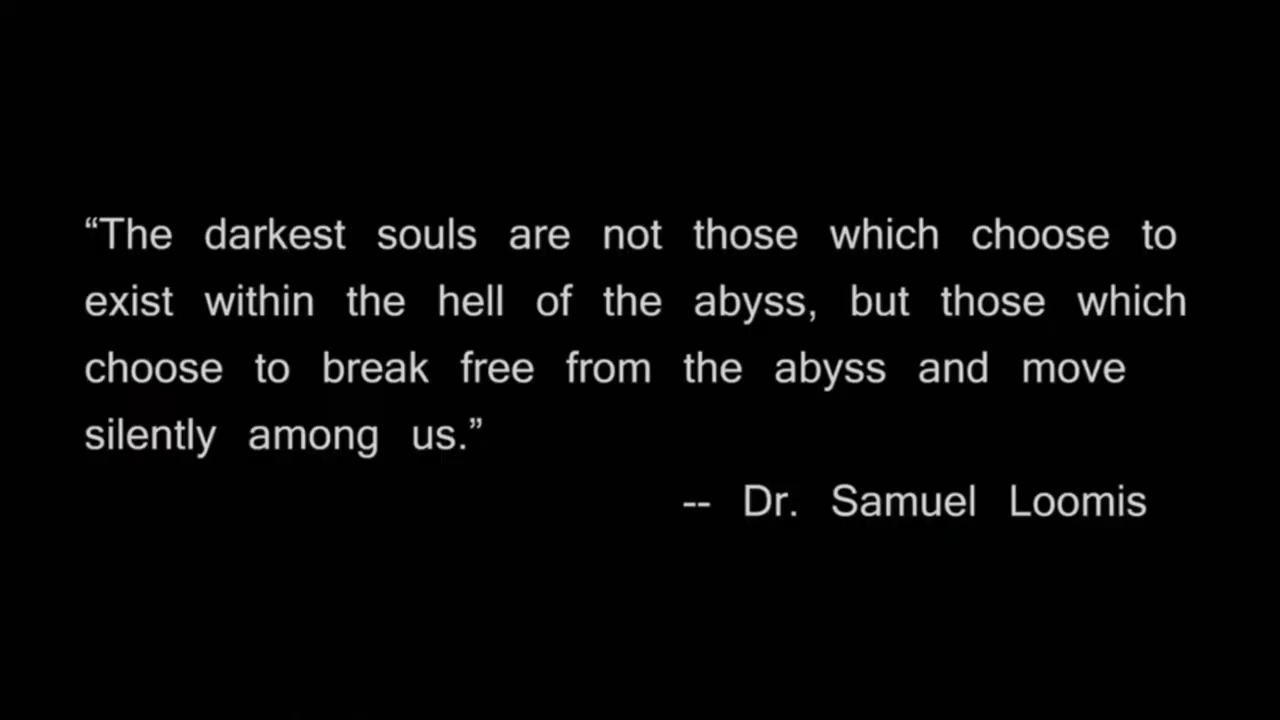 “The darkest souls are not those which choose to
exist within the hell of the abyss, but those which
choose to break free from the abyss and move
silently among us.”
-- Dr. Samuel Loomis